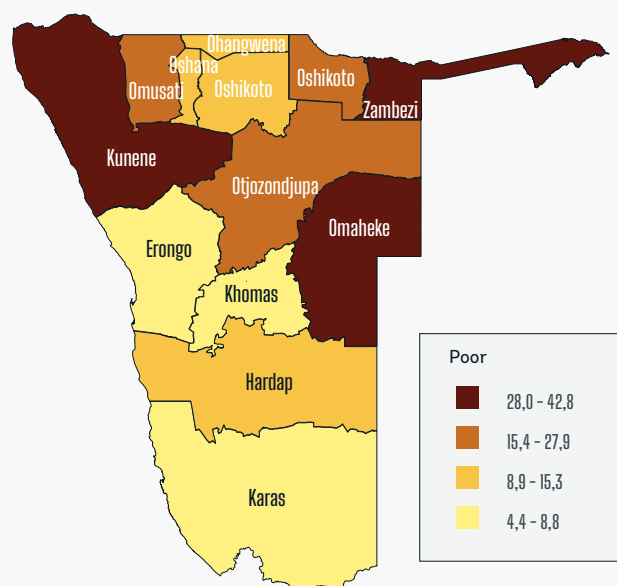 Ohangwena
Oshana
Oshikoto
Omusati
Oshikoto
Zambezi
Kunene
Otjozondjupa
Omaheke
Erongo
Khomas
Hardap
Karas
Poor
28,0 – 42,8
15,4 – 27,9
8,9 – 15,3
4,4 – 8,8